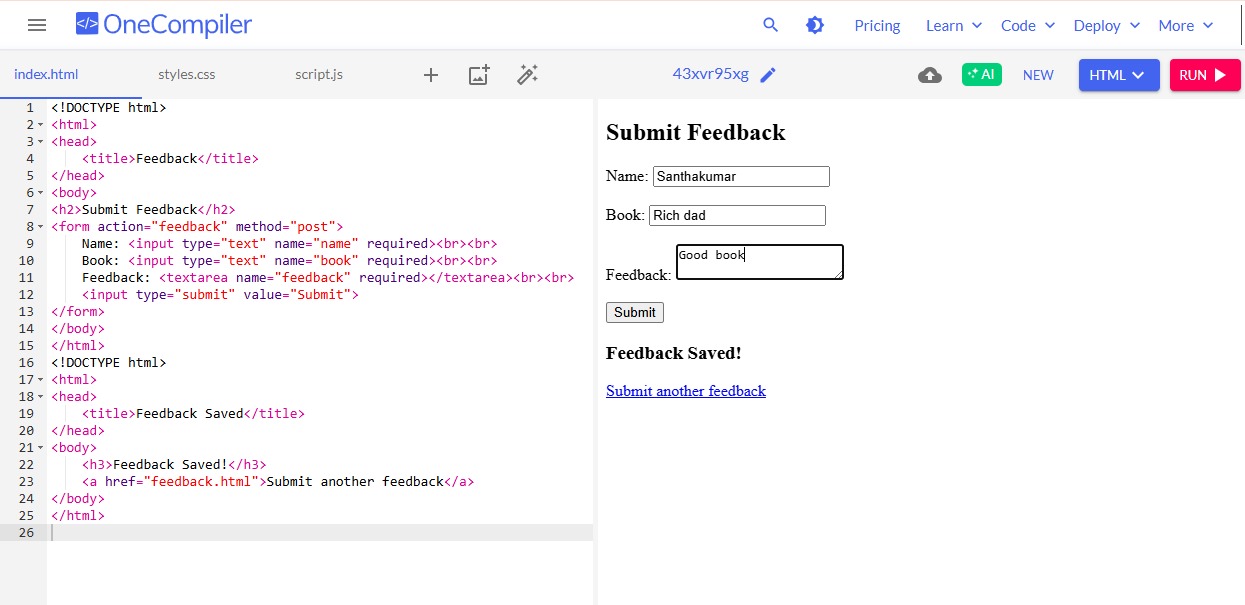 </> OneCompiler Pricing Learn Code Deploy More
index.html styles.css script.js 43xvr95xg AI NEW HTML RUN
1 <!DOCTYPE html>
2 <html>
3 <head>
4 <title>Feedback</title>
5 </head>
6 <body>
7 <h2>Submit Feedback</h2>
8 <form action="feedback" method="post">
9 Name: <input type="text" name="name" required><br><br>
10 Book: <input type="text" name="book" required><br><br>
11 Feedback: <textarea name="feedback" required></textarea><br><br>
12 <input type="submit" value="Submit">
13 </form>
14 </body>
15 </html>
16 <!DOCTYPE html>
17 <html>
18 <head>
19 <title>Feedback Saved</title>
20 </head>
21 <body>
22 <h3>Feedback Saved!</h3>
23 <a href="feedback.html">Submit another feedback</a>
24 </body>
25 </html>
26
Submit Feedback
Name: Santhakumar
Book: Rich dad
Feedback: Good book
Submit
Feedback Saved!
Submit another feedback